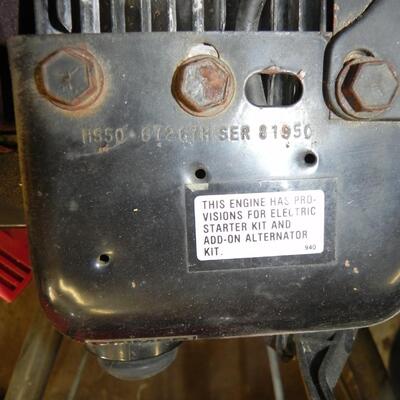 HS50 - 67267H SER 81950
THIS ENGINE HAS PRO-
VISIONS FOR ELECTRIC
STARTER KIT AND
ADD-ON ALTERNATOR
KIT. 940